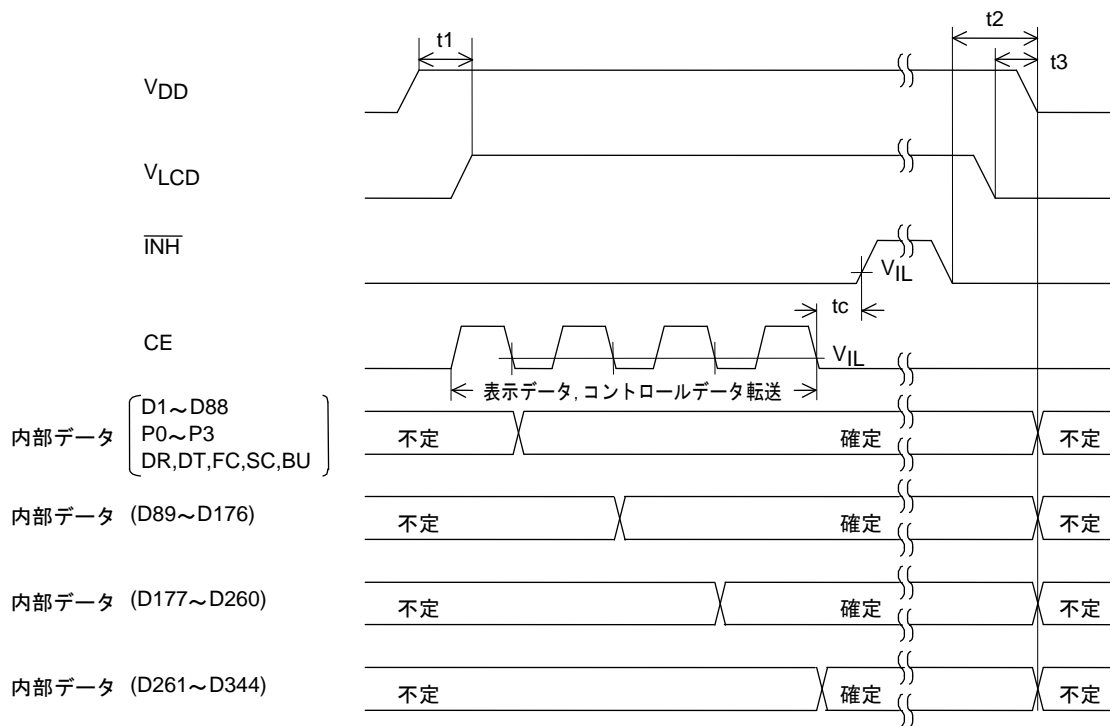 t1
t2
t3
VDD
VLCD
INH
VIL
tc
CE
VIL
表示データ, コントロールデータ転送
内部データ
D1～D88
P0～P3
DR,DT,FC,SC,BU
不定
確定
不定
内部データ (D89～D176)
不定
確定
不定
内部データ (D177～D260)
不定
確定
不定
内部データ (D261～D344)
不定
確定
不定